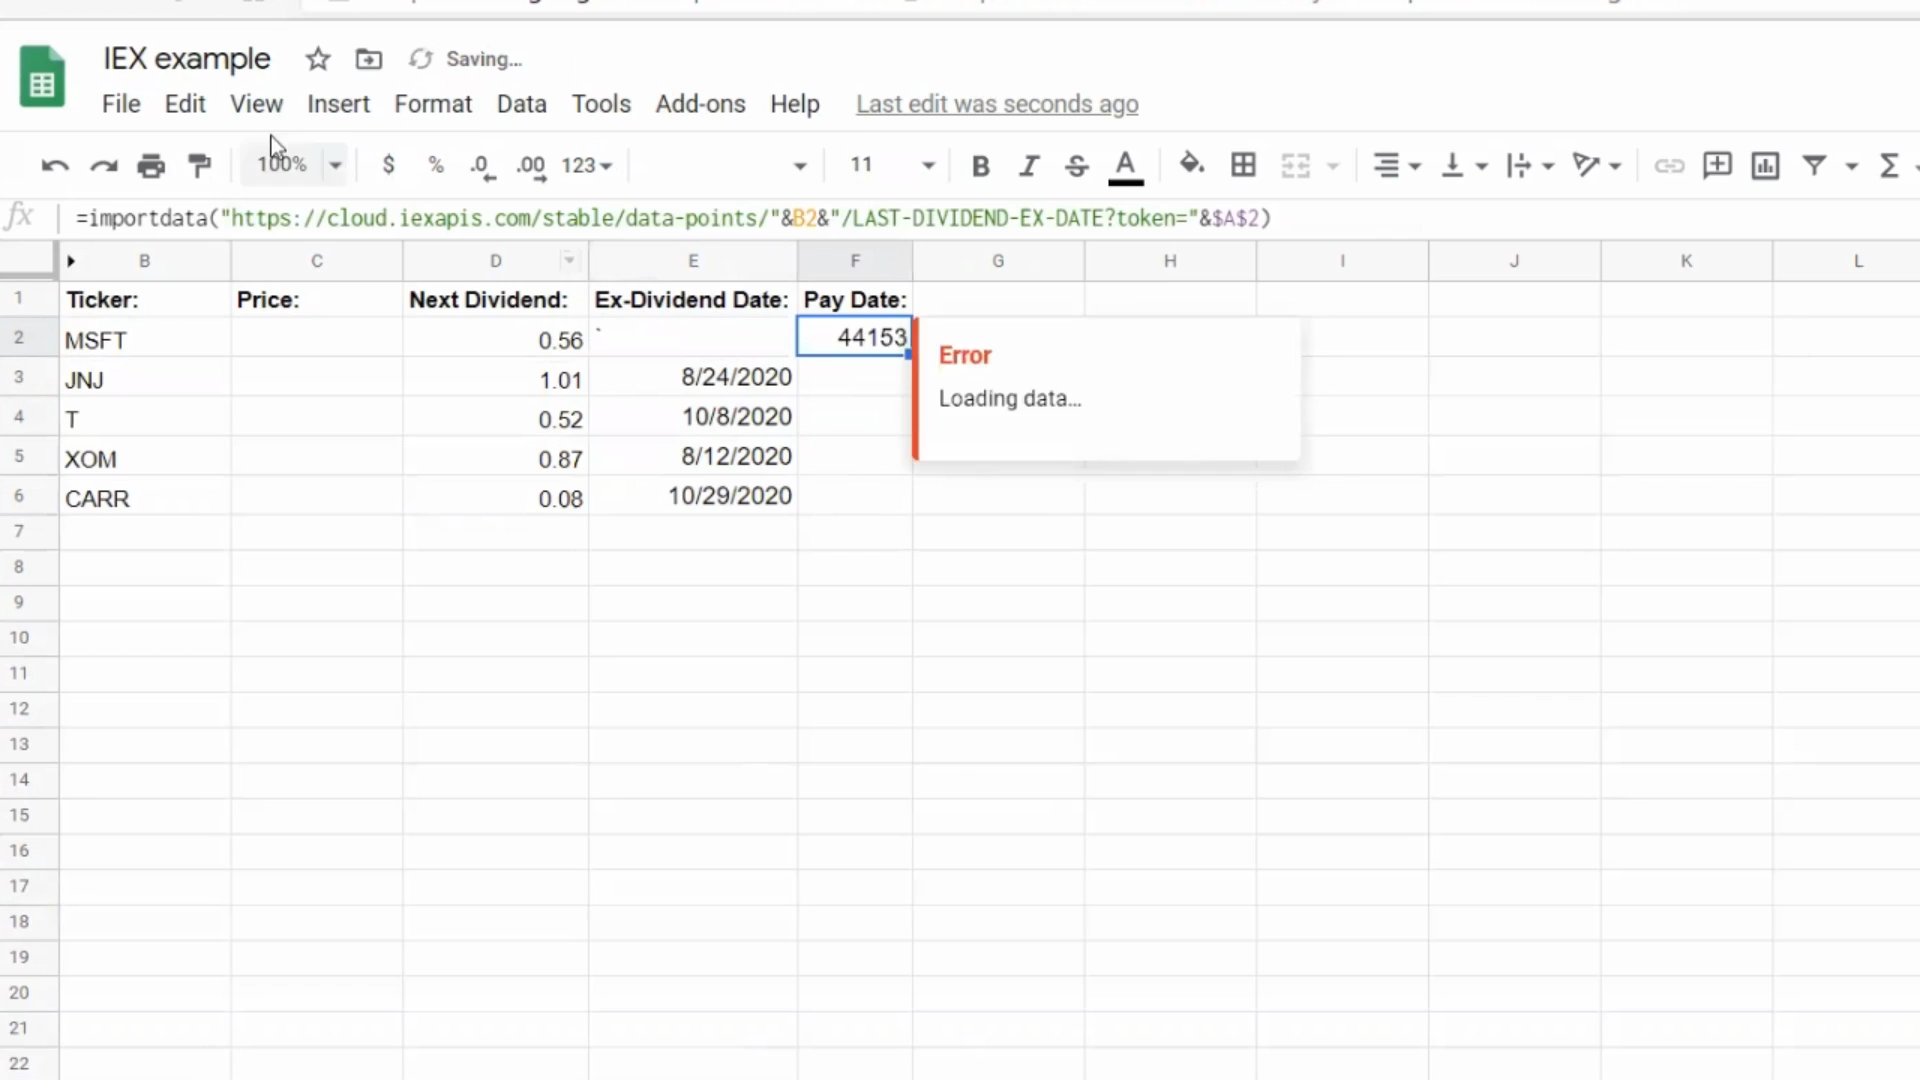 IEX example Saving...
File Edit View Insert Format Data Tools Add-ons Help Last edit was seconds ago
100% $ % .0 .00 123 11 B I S A Σ
fx =importdata("https://cloud.iexapis.com/stable/data-points/"&B2&"/LAST-DIVIDEND-EX-DATE?token="&$A$2)
B C D E F G H I J K L
1 Ticker: Price: Next Dividend: Ex-Dividend Date: Pay Date:
2 MSFT 0.56 ` 44153
Error
3 JNJ 1.01 8/24/2020
Loading data...
4 T 0.52 10/8/2020
5 XOM 0.87 8/12/2020
6 CARR 0.08 10/29/2020
7
8
9
10
11
12
13
14
15
16
17
18
19
20
21
22